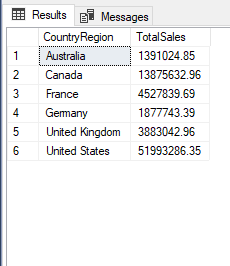 Results Messages
CountryRegion TotalSales
1 Australia 1391024.85
2 Canada 13875632.96
3 France 4527839.69
4 Germany 1877743.39
5 United Kingdom 3883042.96
6 United States 51993286.35